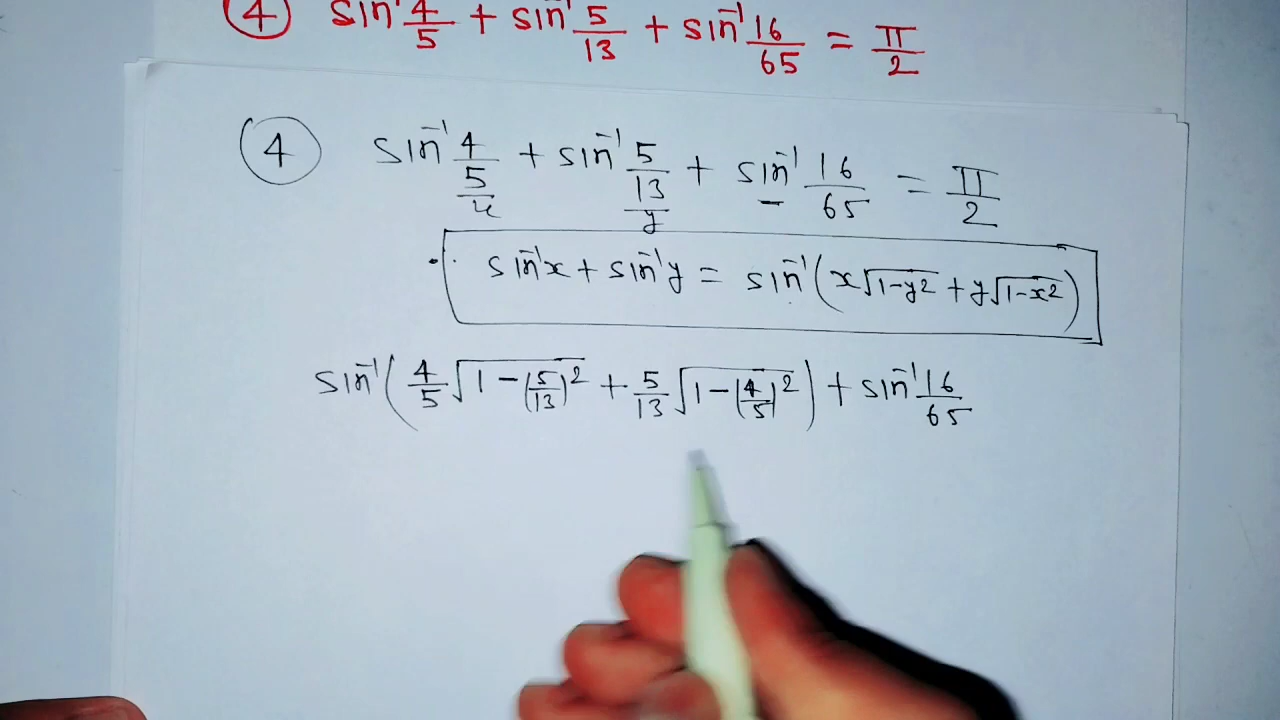 ④ sin⁻¹ 4/5 + sin⁻¹ 5/13 + sin⁻¹ 16/65 = π/2
④ sin⁻¹ 4/5 + sin⁻¹ 5/13 + sin⁻¹ 16/65 = π/2
x y
sin⁻¹x + sin⁻¹y = sin⁻¹(x√(1-y²) + y√(1-x²))
sin⁻¹(4/5 √(1-(5/13)²) + 5/13 √(1-(4/5)²)) + sin⁻¹ 16/65